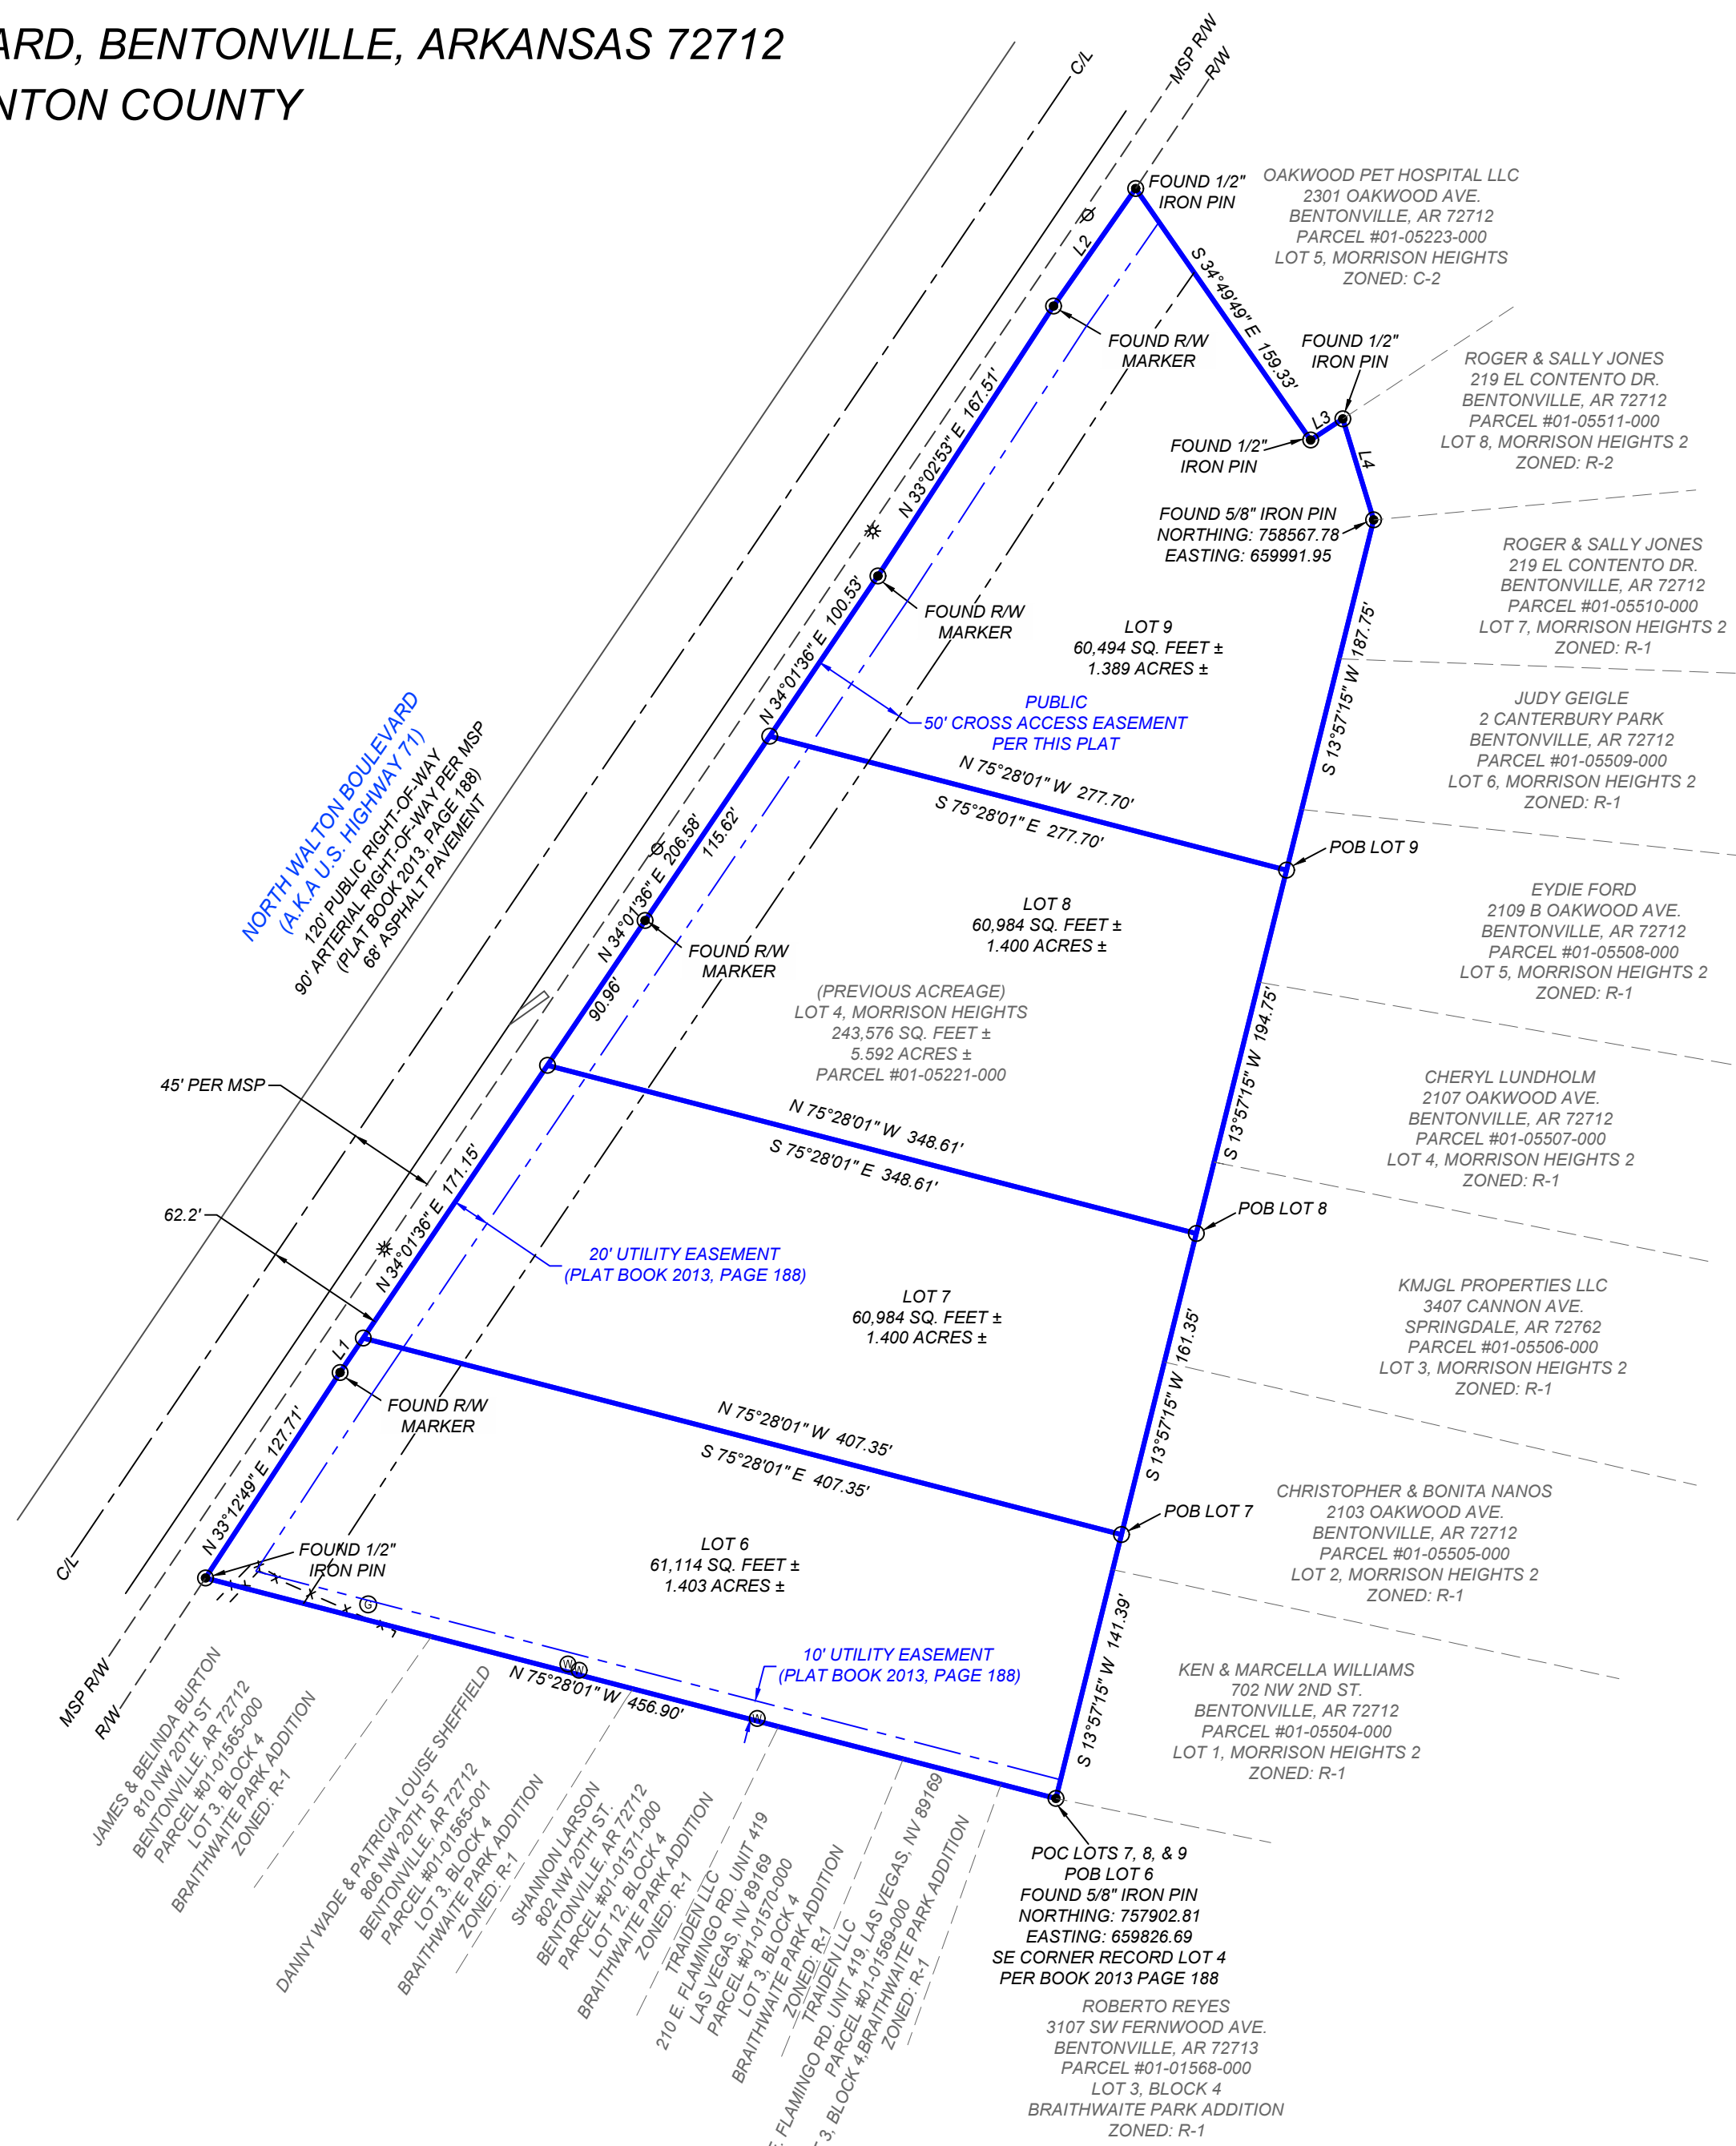 ARD, BENTONVILLE, ARKANSAS 72712
NTON COUNTY
C/L
MSP R/W
R/W
FOUND 1/2"
IRON PIN
OAKWOOD PET HOSPITAL LLC
2301 OAKWOOD AVE.
BENTONVILLE, AR 72712
PARCEL #01-05223-000
LOT 5, MORRISON HEIGHTS
ZONED: C-2
L2
S 34°49'49" E 159.33'
FOUND R/W
MARKER
FOUND 1/2"
IRON PIN
L3
FOUND 1/2"
IRON PIN
L4
ROGER & SALLY JONES
219 EL CONTENTO DR.
BENTONVILLE, AR 72712
PARCEL #01-05511-000
LOT 8, MORRISON HEIGHTS 2
ZONED: R-2
N 33°02'53" E 167.51'
FOUND 5/8" IRON PIN
NORTHING: 758567.78
EASTING: 659991.95
ROGER & SALLY JONES
219 EL CONTENTO DR.
BENTONVILLE, AR 72712
PARCEL #01-05510-000
LOT 7, MORRISON HEIGHTS 2
ZONED: R-1
FOUND R/W
MARKER
LOT 9
60,494 SQ. FEET ±
1.389 ACRES ±
N 34°01'36" E 100.53'
S 13°57'15" W 187.75'
PUBLIC
50' CROSS ACCESS EASEMENT
PER THIS PLAT
JUDY GEIGLE
2 CANTERBURY PARK
BENTONVILLE, AR 72712
PARCEL #01-05509-000
LOT 6, MORRISON HEIGHTS 2
ZONED: R-1
NORTH WALTON BOULEVARD
(A.K.A U.S. HIGHWAY 71)
120' PUBLIC RIGHT-OF-WAY
90' ARTERIAL RIGHT-OF-WAY PER MSP
(PLAT BOOK 2013, PAGE 188)
68' ASPHALT PAVEMENT
N 75°28'01" W 277.70'
S 75°28'01" E 277.70'
POB LOT 9
N 34°01'36" E 206.58'
115.62'
LOT 8
60,984 SQ. FEET ±
1.400 ACRES ±
EYDIE FORD
2109 B OAKWOOD AVE.
BENTONVILLE, AR 72712
PARCEL #01-05508-000
LOT 5, MORRISON HEIGHTS 2
ZONED: R-1
FOUND R/W
MARKER
90.96'
(PREVIOUS ACREAGE)
LOT 4, MORRISON HEIGHTS
243,576 SQ. FEET ±
5.592 ACRES ±
PARCEL #01-05221-000
S 13°57'15" W 194.75'
45' PER MSP
CHERYL LUNDHOLM
2107 OAKWOOD AVE.
BENTONVILLE, AR 72712
PARCEL #01-05507-000
LOT 4, MORRISON HEIGHTS 2
ZONED: R-1
N 75°28'01" W 348.61'
S 75°28'01" E 348.61'
POB LOT 8
62.2'
N 34°01'36" E 171.15'
20' UTILITY EASEMENT
(PLAT BOOK 2013, PAGE 188)
LOT 7
60,984 SQ. FEET ±
1.400 ACRES ±
KMJGL PROPERTIES LLC
3407 CANNON AVE.
SPRINGDALE, AR 72762
PARCEL #01-05506-000
LOT 3, MORRISON HEIGHTS 2
ZONED: R-1
S 13°57'15" W 161.35'
L1
FOUND R/W
MARKER
N 75°28'01" W 407.35'
S 75°28'01" E 407.35'
POB LOT 7
CHRISTOPHER & BONITA NANOS
2103 OAKWOOD AVE.
BENTONVILLE, AR 72712
PARCEL #01-05505-000
LOT 2, MORRISON HEIGHTS 2
ZONED: R-1
N 33°12'49" E 127.71'
C/L
FOUND 1/2"
IRON PIN
LOT 6
61,114 SQ. FEET ±
1.403 ACRES ±
S 13°57'15" W 141.39'
G
W
W
W
N 75°28'01" W 456.90'
10' UTILITY EASEMENT
(PLAT BOOK 2013, PAGE 188)
KEN & MARCELLA WILLIAMS
702 NW 2ND ST.
BENTONVILLE, AR 72712
PARCEL #01-05504-000
LOT 1, MORRISON HEIGHTS 2
ZONED: R-1
MSP R/W
R/W
JAMES & BELINDA BURTON
810 NW 20TH ST
BENTONVILLE, AR 72712
PARCEL #01-01565-000
LOT 3, BLOCK 4
BRAITHWAITE PARK ADDITION
ZONED: R-1
DANNY WADE & PATRICIA LOUISE SHEFFIELD
806 NW 20TH ST
BENTONVILLE, AR 72712
PARCEL #01-01565-001
LOT 3, BLOCK 4
BRAITHWAITE PARK ADDITION
ZONED: R-1
SHANNON LARSON
802 NW 20TH ST.
BENTONVILLE, AR 72712
PARCEL #01-01571-000
LOT 12, BLOCK 4
BRAITHWAITE PARK ADDITION
ZONED: R-1
TRAIDEN LLC
210 E. FLAMINGO RD. UNIT 419
LAS VEGAS, NV 89169
PARCEL #01-01570-000
LOT 3, BLOCK 4
BRAITHWAITE PARK ADDITION
ZONED: R-1
TRAIDEN LLC
E. FLAMINGO RD. UNIT 419, LAS VEGAS, NV 89169
PARCEL #01-01569-000
3, BLOCK 4,BRAITHWAITE PARK ADDITION
ZONED: R-1
POC LOTS 7, 8, & 9
POB LOT 6
FOUND 5/8" IRON PIN
NORTHING: 757902.81
EASTING: 659826.69
SE CORNER RECORD LOT 4
PER BOOK 2013 PAGE 188
ROBERTO REYES
3107 SW FERNWOOD AVE.
BENTONVILLE, AR 72713
PARCEL #01-01568-000
LOT 3, BLOCK 4
BRAITHWAITE PARK ADDITION
ZONED: R-1